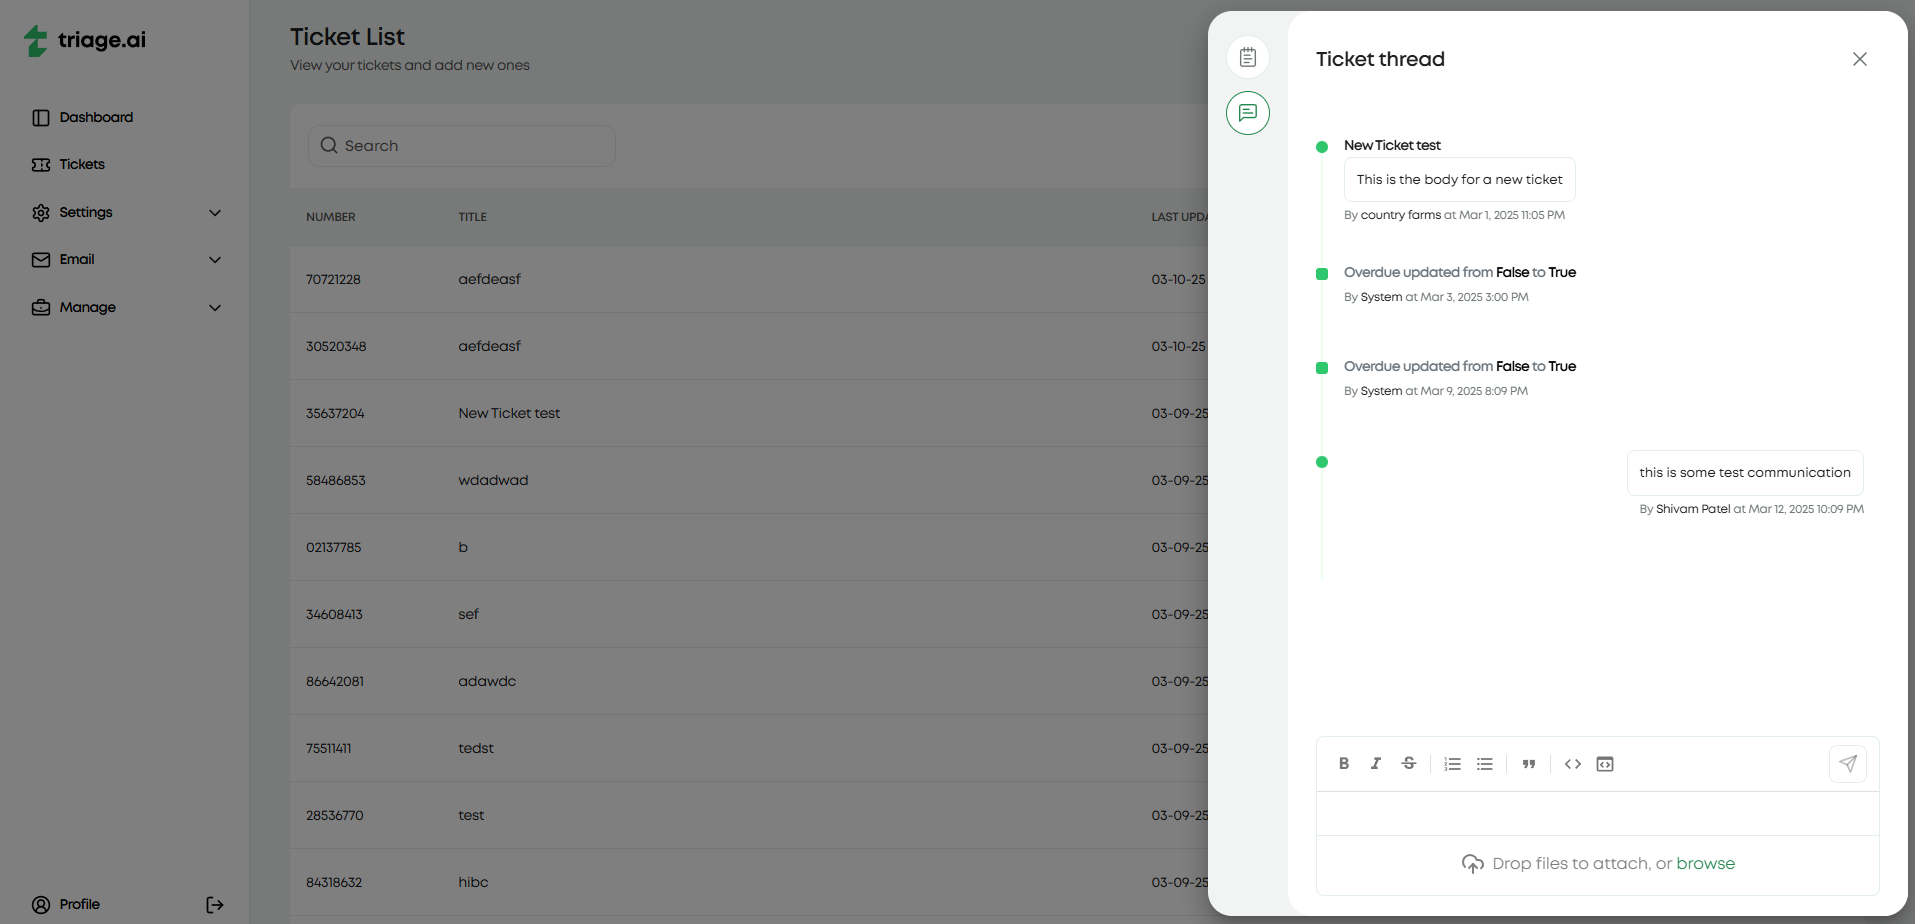 triage.ai
Dashboard
Tickets
Settings
Email
Manage
Profile
Ticket List
View your tickets and add new ones
Search
NUMBER TITLE LAST UPDA
70721228 aefdeasf 03-10-25
30520348 aefdeasf 03-10-25
35637204 New Ticket test 03-09-25
58486853 wdadwad 03-09-25
02137785 b 03-09-25
34608413 sef 03-09-25
86642081 adawdc 03-09-25
75511411 tedst 03-09-25
28536770 test 03-09-25
84318632 hibc 03-09-25
Ticket thread
New Ticket test
This is the body for a new ticket
By country farms at Mar 1, 2025 11:05 PM
Overdue updated from False to True
By System at Mar 3, 2025 3:00 PM
Overdue updated from False to True
By System at Mar 9, 2025 8:09 PM
this is some test communication
By Shivam Patel at Mar 12, 2025 10:09 PM
Drop files to attach, or browse